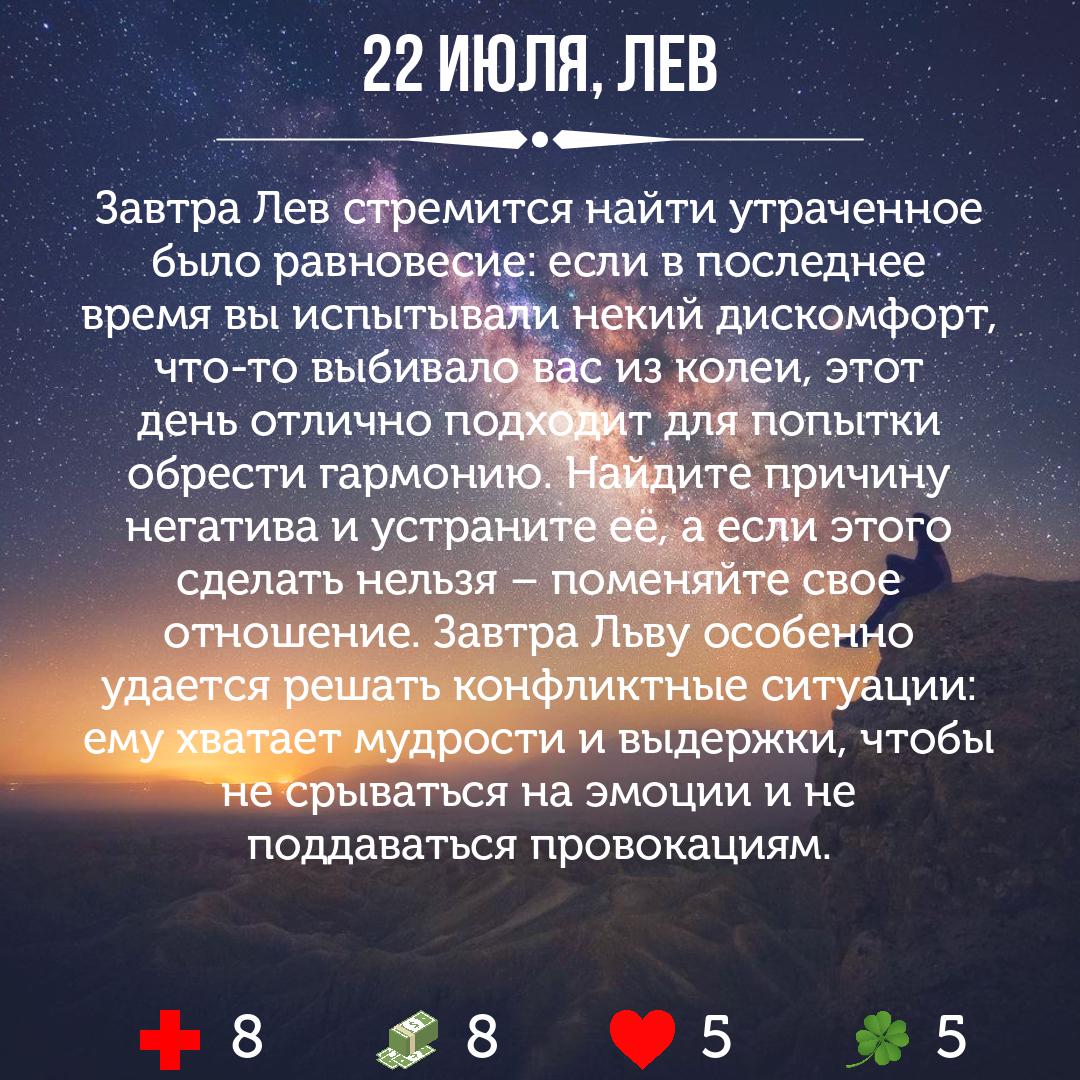 22 ИЮЛЯ, ЛЕВ
Завтра Лев стремится найти утраченное
было равновесие: если в последнее
время вы испытывали некий дискомфорт,
что-то выбивало вас из колеи, этот
день отлично подходит для попытки
обрести гармонию. Найдите причину
негатива и устраните её, а если этого
сделать нельзя – поменяйте свое
отношение. Завтра Льву особенно
удается решать конфликтные ситуации:
ему хватает мудрости и выдержки, чтобы
не срываться на эмоции и не
поддаваться провокациям.
8 8 5 5